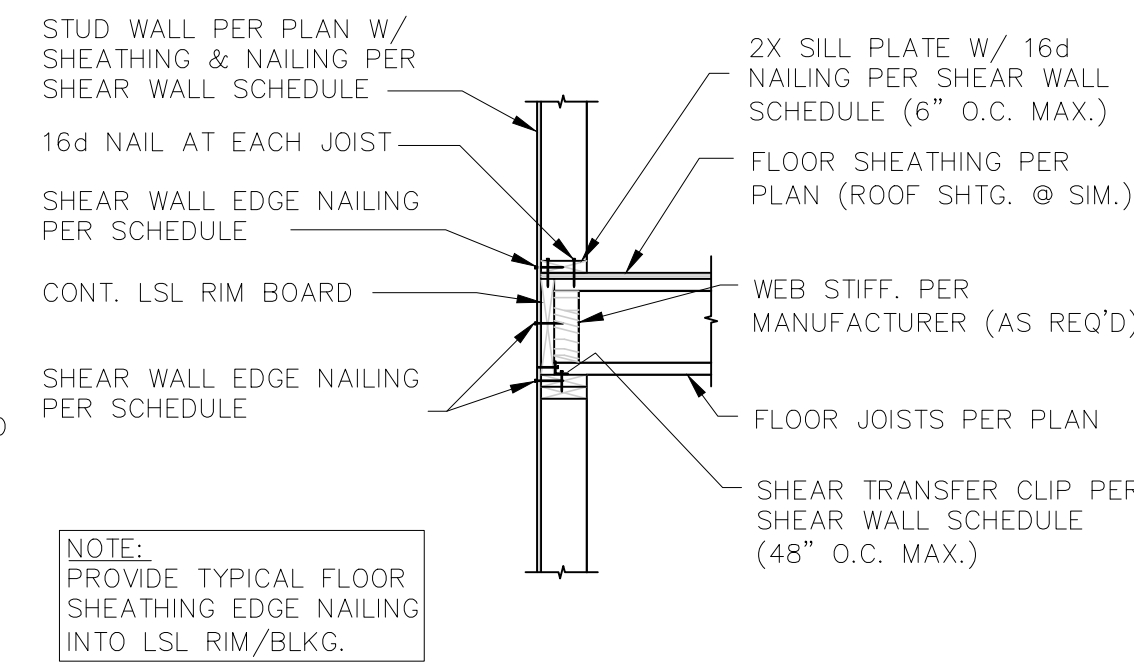 STUD WALL PER PLAN W/
SHEATHING & NAILING PER
SHEAR WALL SCHEDULE
16d NAIL AT EACH JOIST
SHEAR WALL EDGE NAILING
PER SCHEDULE
CONT. LSL RIM BOARD
SHEAR WALL EDGE NAILING
PER SCHEDULE
NOTE:
PROVIDE TYPICAL FLOOR
SHEATHING EDGE NAILING
INTO LSL RIM/BLKG.
2X SILL PLATE W/ 16d
NAILING PER SHEAR WALL
SCHEDULE (6" O.C. MAX.)
FLOOR SHEATHING PER
PLAN (ROOF SHTG. @ SIM.)
WEB STIFF. PER
MANUFACTURER (AS REQ'D)
FLOOR JOISTS PER PLAN
SHEAR TRANSFER CLIP PER
SHEAR WALL SCHEDULE
(48" O.C. MAX.)